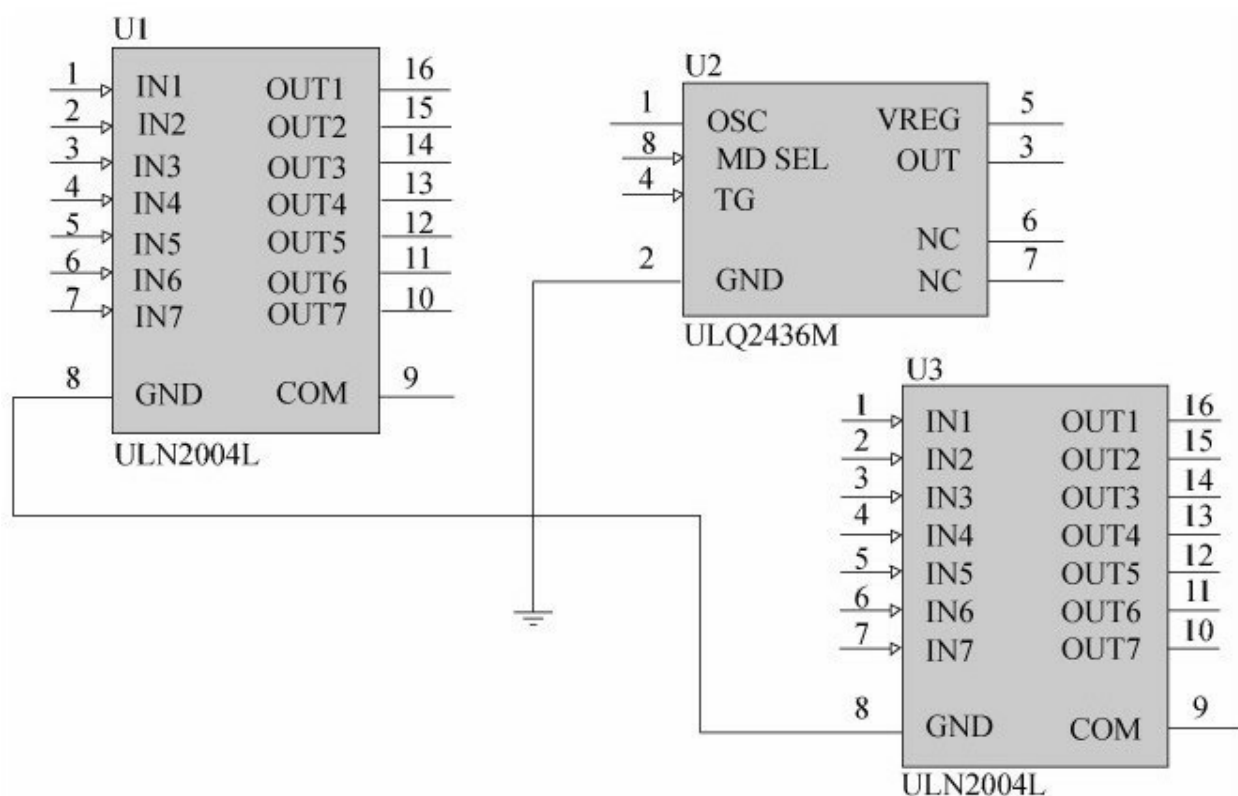 U1
1 IN1 OUT1 16
2 IN2 OUT2 15
3 IN3 OUT3 14
4 IN4 OUT4 13
5 IN5 OUT5 12
6 IN6 OUT6 11
7 IN7 OUT7 10
8 GND COM 9
ULN2004L
U2
1 OSC VREG 5
8 MD SEL OUT 3
4 TG
NC 6
2 GND NC 7
ULQ2436M
U3
1 IN1 OUT1 16
2 IN2 OUT2 15
3 IN3 OUT3 14
4 IN4 OUT4 13
5 IN5 OUT5 12
6 IN6 OUT6 11
7 IN7 OUT7 10
8 GND COM 9
ULN2004L